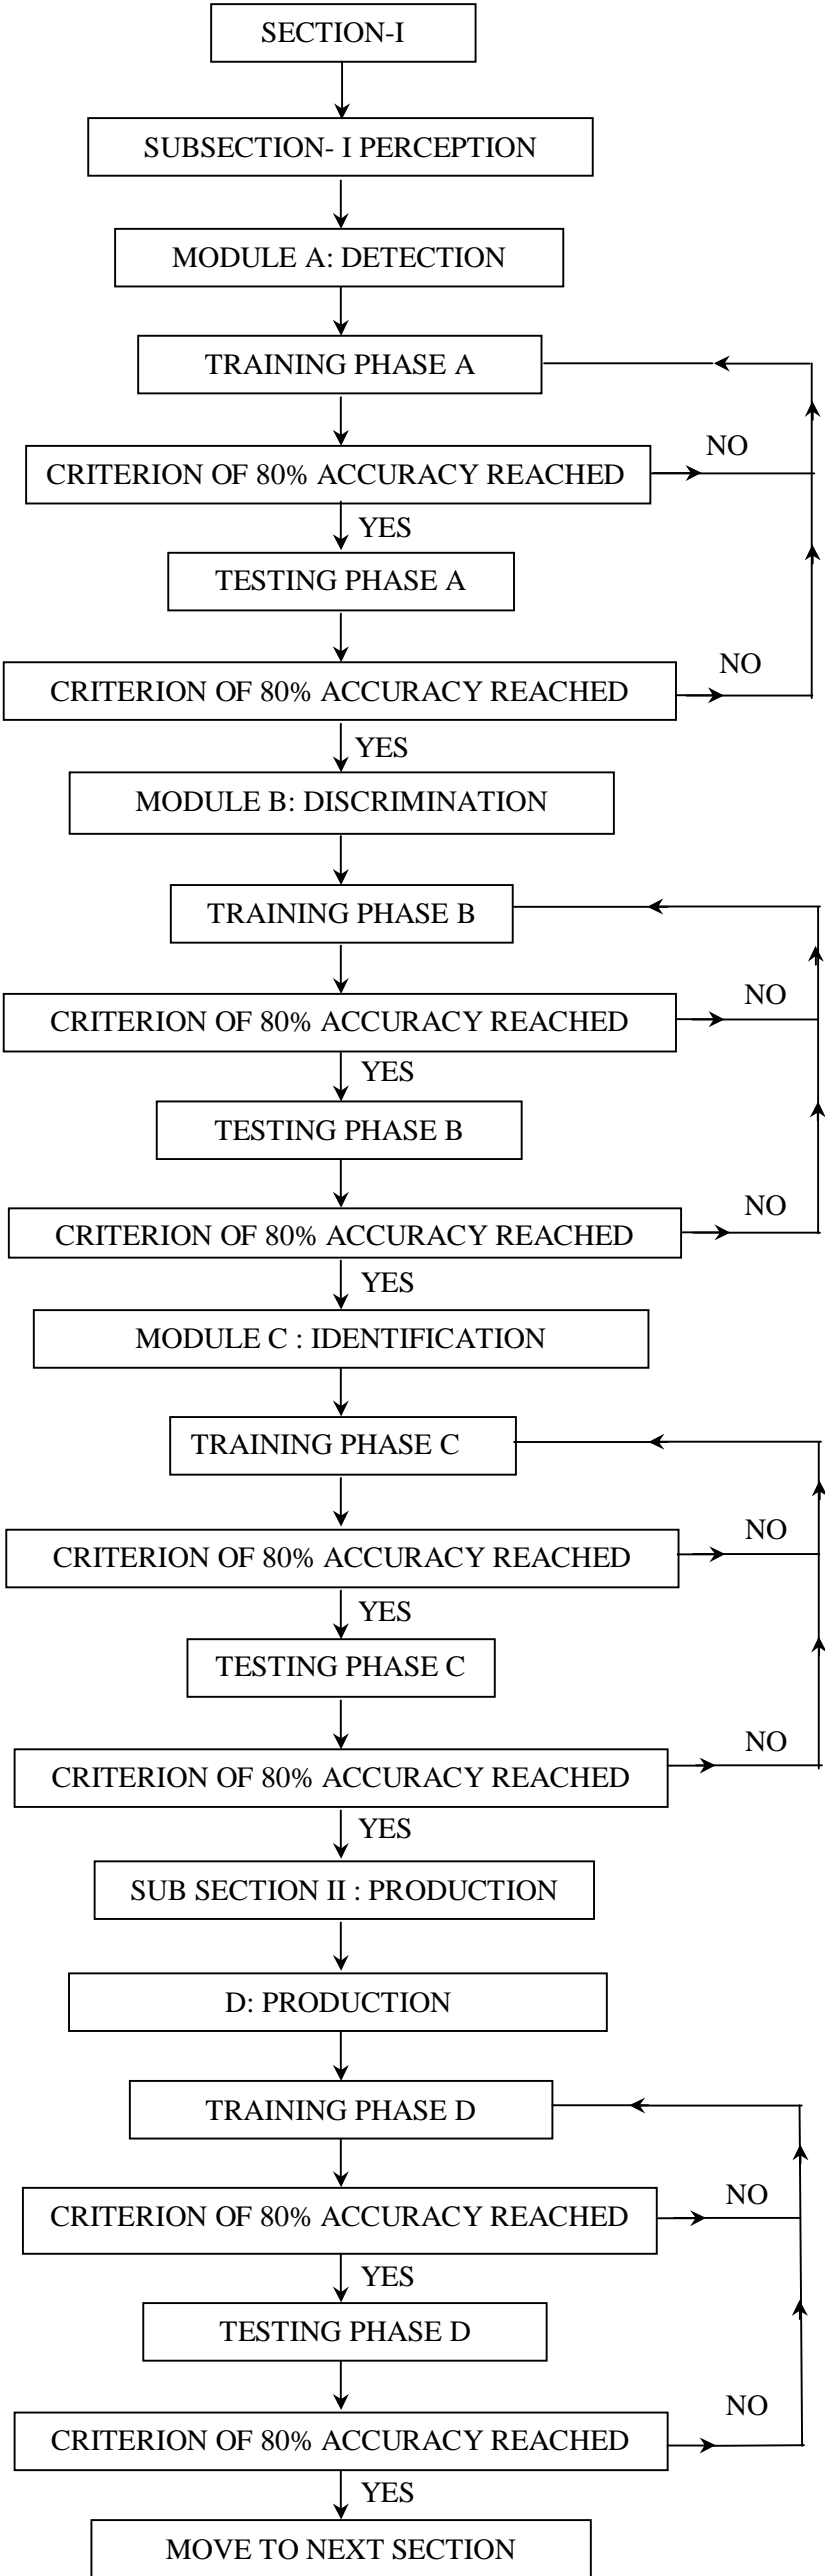 SECTION-I
SUBSECTION- I PERCEPTION
MODULE A: DETECTION
TRAINING PHASE A
NO
CRITERION OF 80% ACCURACY REACHED
YES
TESTING PHASE A
NO
CRITERION OF 80% ACCURACY REACHED
YES
MODULE B: DISCRIMINATION
TRAINING PHASE B
NO
CRITERION OF 80% ACCURACY REACHED
YES
TESTING PHASE B
NO
CRITERION OF 80% ACCURACY REACHED
YES
MODULE C : IDENTIFICATION
TRAINING PHASE C
NO
CRITERION OF 80% ACCURACY REACHED
YES
TESTING PHASE C
NO
CRITERION OF 80% ACCURACY REACHED
YES
SUB SECTION II : PRODUCTION
D: PRODUCTION
TRAINING PHASE D
NO
CRITERION OF 80% ACCURACY REACHED
YES
TESTING PHASE D
NO
CRITERION OF 80% ACCURACY REACHED
YES
MOVE TO NEXT SECTION